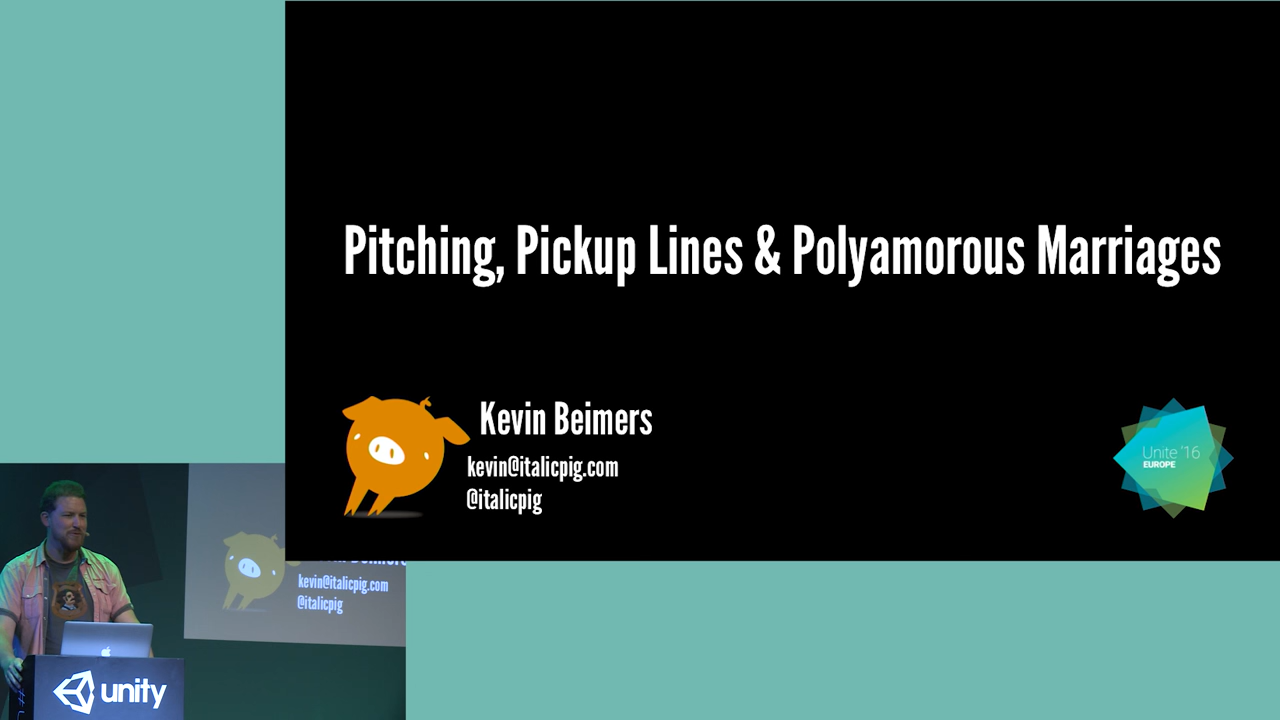 Pitching, Pickup Lines & Polyamorous Marriages
Kevin Beimers
kevin@italicpig.com
@italicpig
Unite '16
EUROPE
kevin@italicpig.com
@italicpig
unity